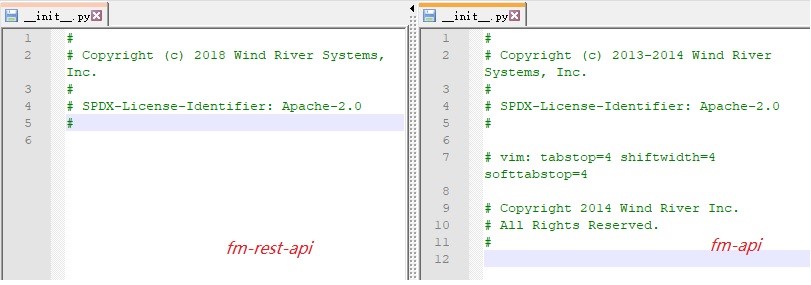 __init__.py
1 #
2 # Copyright (c) 2018 Wind River Systems,
Inc.
3 #
4 # SPDX-License-Identifier: Apache-2.0
5 #
6
fm-rest-api
__init__.py
1 #
2 # Copyright (c) 2013-2014 Wind River
Systems, Inc.
3 #
4 # SPDX-License-Identifier: Apache-2.0
5 #
6
7 # vim: tabstop=4 shiftwidth=4
softtabstop=4
8
9 # Copyright 2014 Wind River Inc.
10 # All Rights Reserved.
11 #
12
fm-api